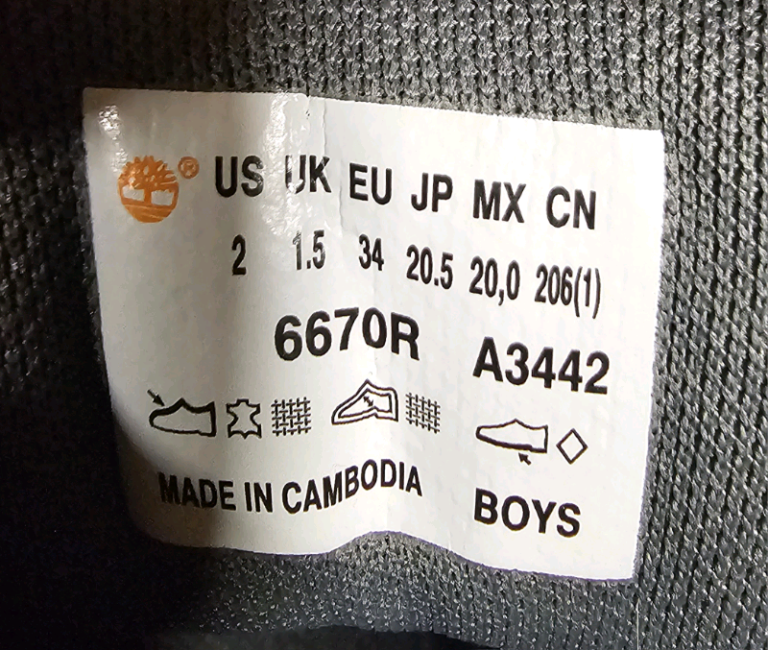 ® US UK EU JP MX CN
2 1.5 34 20.5 20,0 206(1)
6670R A3442
MADE IN CAMBODIA BOYS